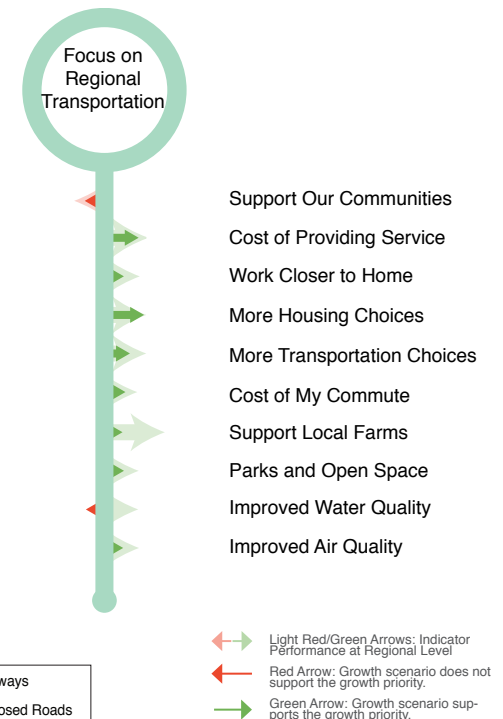 Focus on
Regional
Transportation
Support Our Communities
Cost of Providing Service
Work Closer to Home
More Housing Choices
More Transportation Choices
Cost of My Commute
Support Local Farms
Parks and Open Space
Improved Water Quality
Improved Air Quality
Light Red/Green Arrows: Indicator
Performance at Regional Level
Red Arrow: Growth scenario does not
support the growth priority.
Green Arrow: Growth scenario sup-
ports the growth priority.
ways
osed Roads